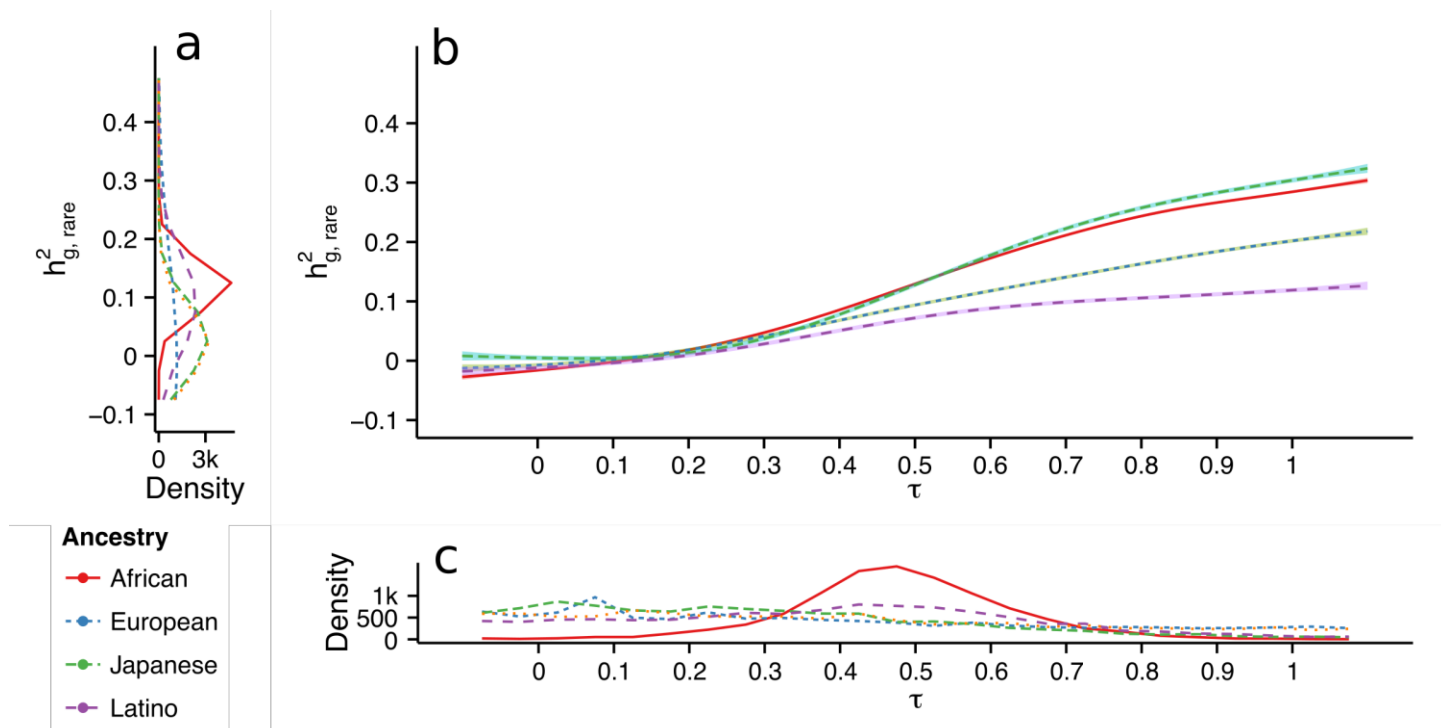 a
0.4
0.3
0.2
0.1
0
−0.1
h²g, rare
0 3k
Density
b
0.4
0.3
0.2
0.1
0
−0.1
h²g, rare
0 0.1 0.2 0.3 0.4 0.5 0.6 0.7 0.8 0.9 1
τ
Ancestry
African
European
Japanese
Latino
c
Density
1k
500
0
0 0.1 0.2 0.3 0.4 0.5 0.6 0.7 0.8 0.9 1
τ